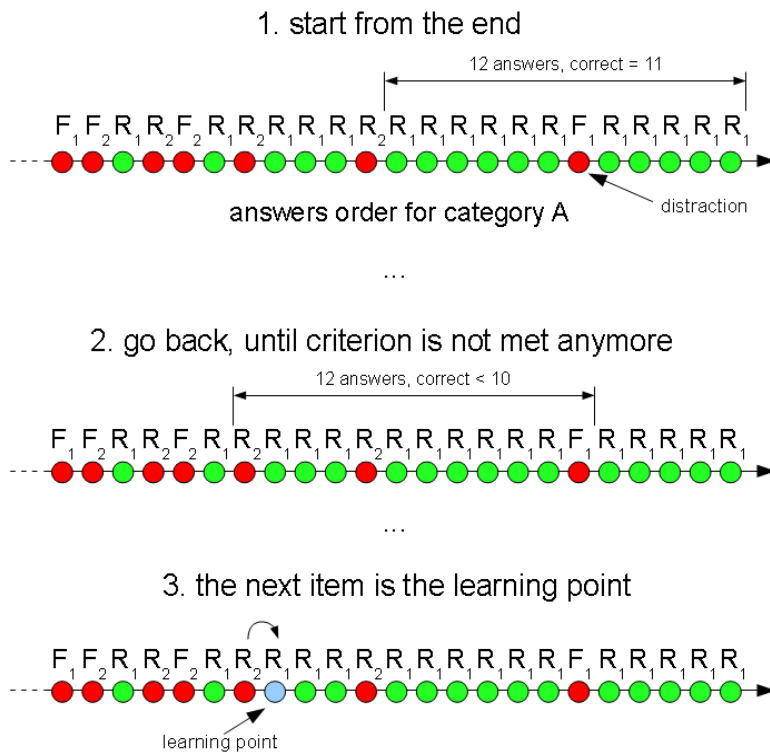 1. start from the end
12 answers, correct = 11
F₁ F₂ R₁ R₂ F₂ R₁ R₂ R₁ R₁ R₁ R₂ R₁ R₁ R₁ R₁ R₁ R₁ F₁ R₁ R₁ R₁ R₁ R₁
answers order for category A
distraction
...
2. go back, until criterion is not met anymore
12 answers, correct < 10
F₁ F₂ R₁ R₂ F₂ R₁ R₂ R₁ R₁ R₁ R₂ R₁ R₁ R₁ R₁ R₁ R₁ F₁ R₁ R₁ R₁ R₁ R₁
...
3. the next item is the learning point
F₁ F₂ R₁ R₂ F₂ R₁ R₂ R₁ R₁ R₁ R₂ R₁ R₁ R₁ R₁ R₁ R₁ F₁ R₁ R₁ R₁ R₁ R₁
learning point